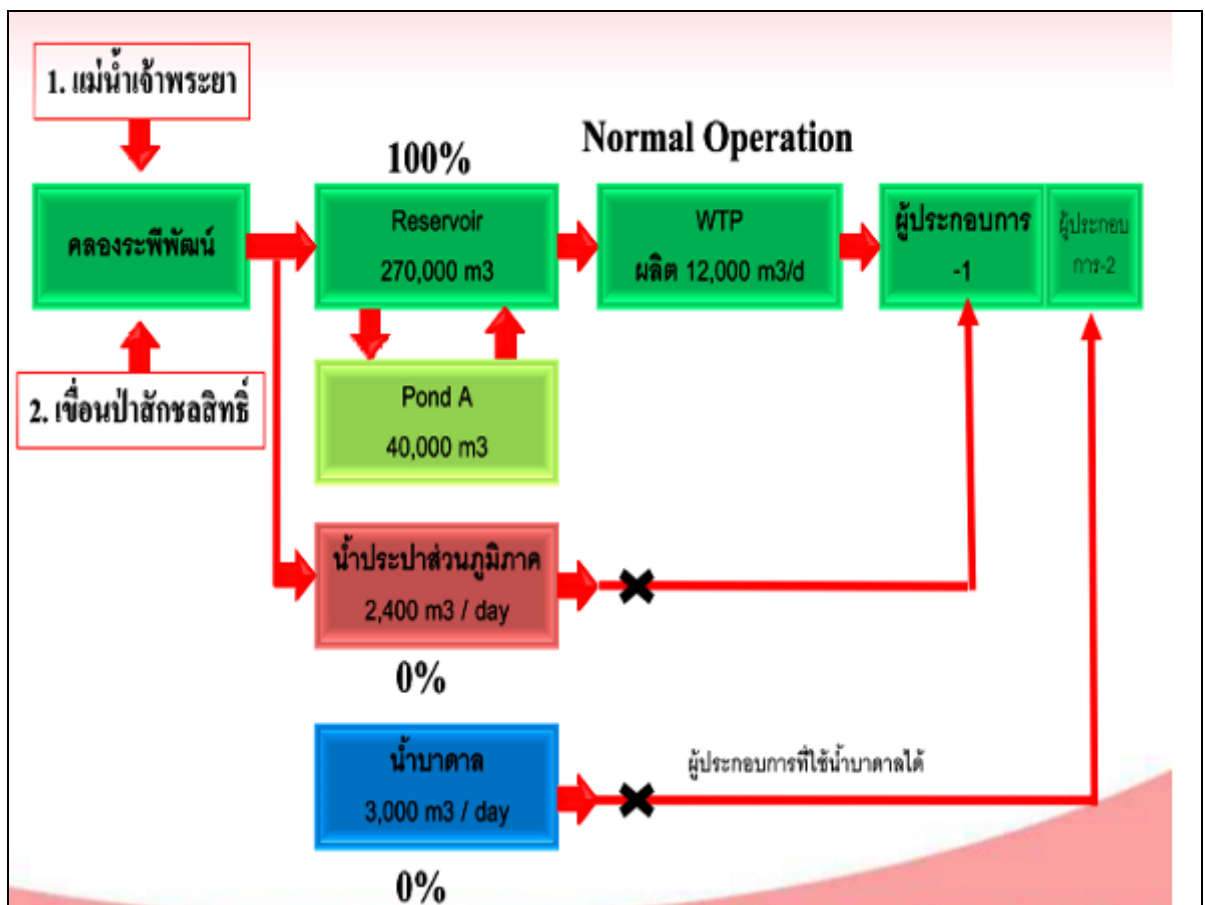 1. แม่น้ำเจ้าพระยา
Normal Operation
100%
คลองระพีพัฒน์
Reservoir
270,000 m3
WTP
ผลิต 12,000 m3/d
ผู้ประกอบการ
-1
ผู้ประกอบ
การ-2
2. เขื่อนป่าสักชลสิทธิ์
Pond A
40,000 m3
น้ำประปาส่วนภูมิภาค
2,400 m3 / day
0%
น้ำบาดาล
3,000 m3 / day
ผู้ประกอบการที่ใช้น้ำบาดาลได้
0%